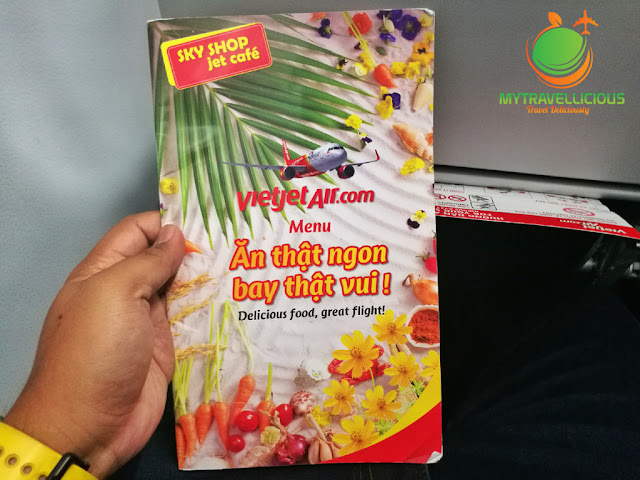 SKY SHOP
jet café
vietjetAir.com
Menu
Ăn thật ngon
bay thật vui !
Delicious food, great flight!
MYTRAVELLICIOUS
Travel Deliciously